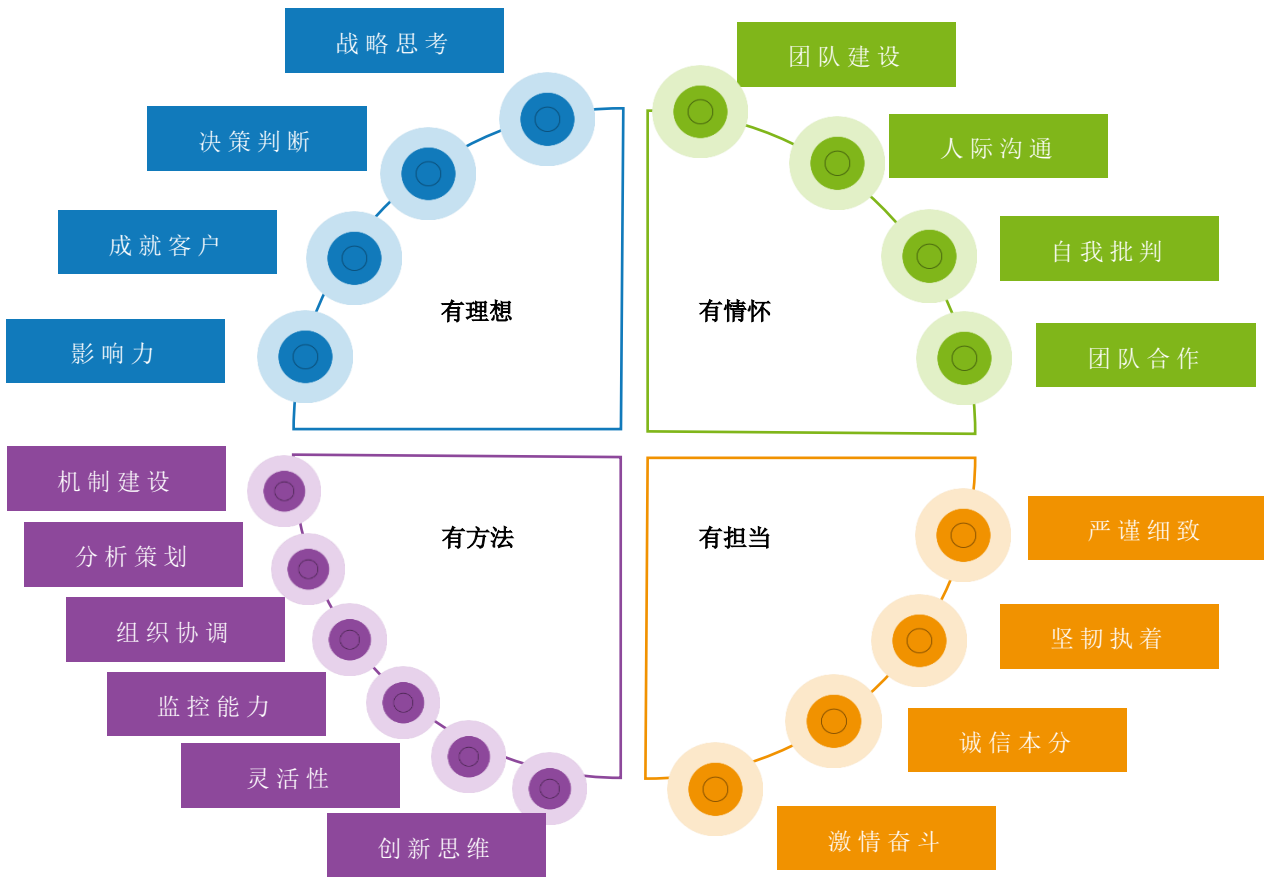 战略思考
决策判断
成就客户
影响力
有理想
团队建设
人际沟通
自我批判
团队合作
有情怀
机制建设
分析策划
组织协调
监控能力
灵活性
创新思维
有方法
严谨细致
坚韧执着
诚信本分
激情奋斗
有担当